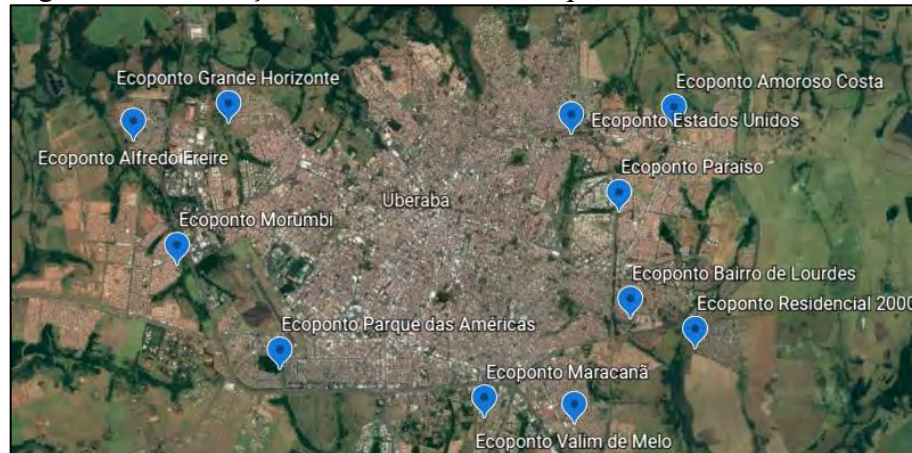 Ecoponto Grande Horizonte
Ecoponto Amoroso Costa
Ecoponto Estados Unidos
Ecoponto Alfredo Freire
Ecoponto Paraíso
Uberaba
Ecoponto Morumbi
Ecoponto Bairro de Lourdes
Ecoponto Residencial 2000
Ecoponto Parque das Américas
Ecoponto Maracanã
Ecoponto Valim de Melo